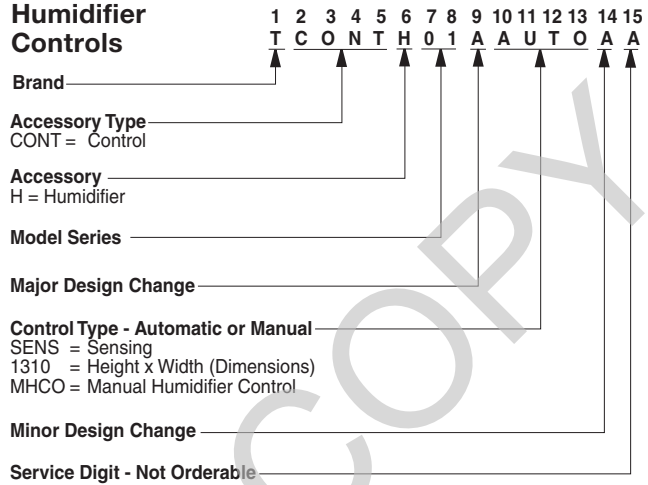 Humidifier
Controls
1 2 3 4 5 6 7 8 9 10 11 12 13 14 15
T C O N T H 0 1 A A U T O A A
Brand
Accessory Type
CONT = Control
Accessory
H = Humidifier
Model Series
Major Design Change
Control Type - Automatic or Manual
SENS = Sensing
1310 = Height x Width (Dimensions)
MHCO = Manual Humidifier Control
Minor Design Change
Service Digit - Not Orderable
COPY